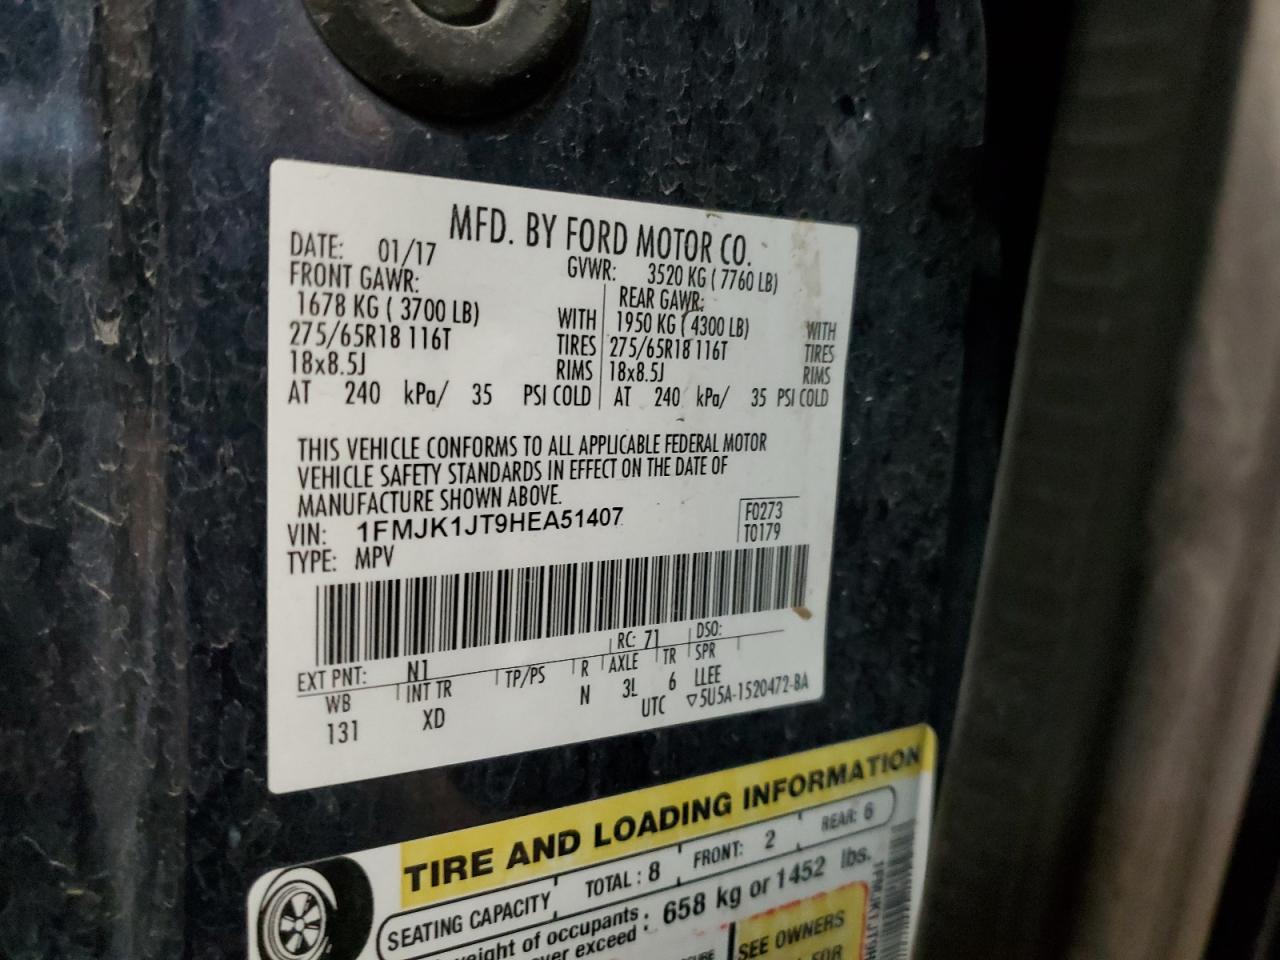 MFD. BY FORD MOTOR CO.
DATE: 01/17 GVWR: 3520 KG ( 7760 LB)
FRONT GAWR: REAR GAWR:
1678 KG ( 3700 LB) WITH 1950 KG ( 4300 LB) WITH
275/65R18 116T TIRES 275/65R18 116T TIRES
18x8.5J RIMS 18x8.5J RIMS
AT 240 kPa/ 35 PSI COLD AT 240 kPa/ 35 PSI COLD
THIS VEHICLE CONFORMS TO ALL APPLICABLE FEDERAL MOTOR
VEHICLE SAFETY STANDARDS IN EFFECT ON THE DATE OF
MANUFACTURE SHOWN ABOVE.
VIN: 1FMJK1JT9HEA51407 F0273
TYPE: MPV T0179
EXT PNT: N1 RC: 71 DSO:
WB INT TR TP/PS R AXLE TR SPR
131 XD N 3L 6 LLEE
UTC ▽5U5A-1520472-BA
TIRE AND LOADING INFORMATION
SEATING CAPACITY TOTAL : 8 FRONT: 2 REAR: 6
weight of occupants
over exceed : 658 kg or 1452 lbs.
SEE OWNERS
FOR